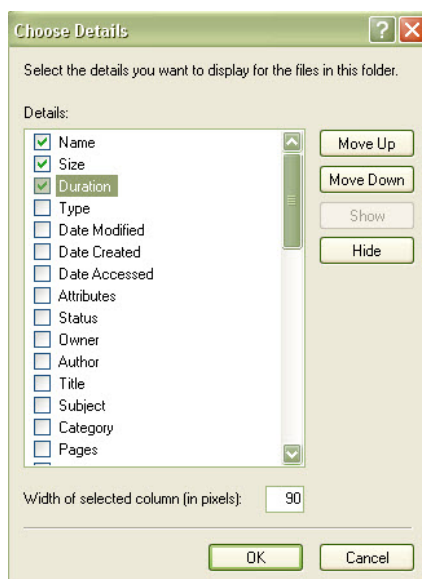 Choose Details
Select the details you want to display for the files in this folder.
Details:
Name
Size
Duration
Type
Date Modified
Date Created
Date Accessed
Attributes
Status
Owner
Author
Title
Subject
Category
Pages
Move Up
Move Down
Show
Hide
Width of selected column (in pixels): 90
OK Cancel